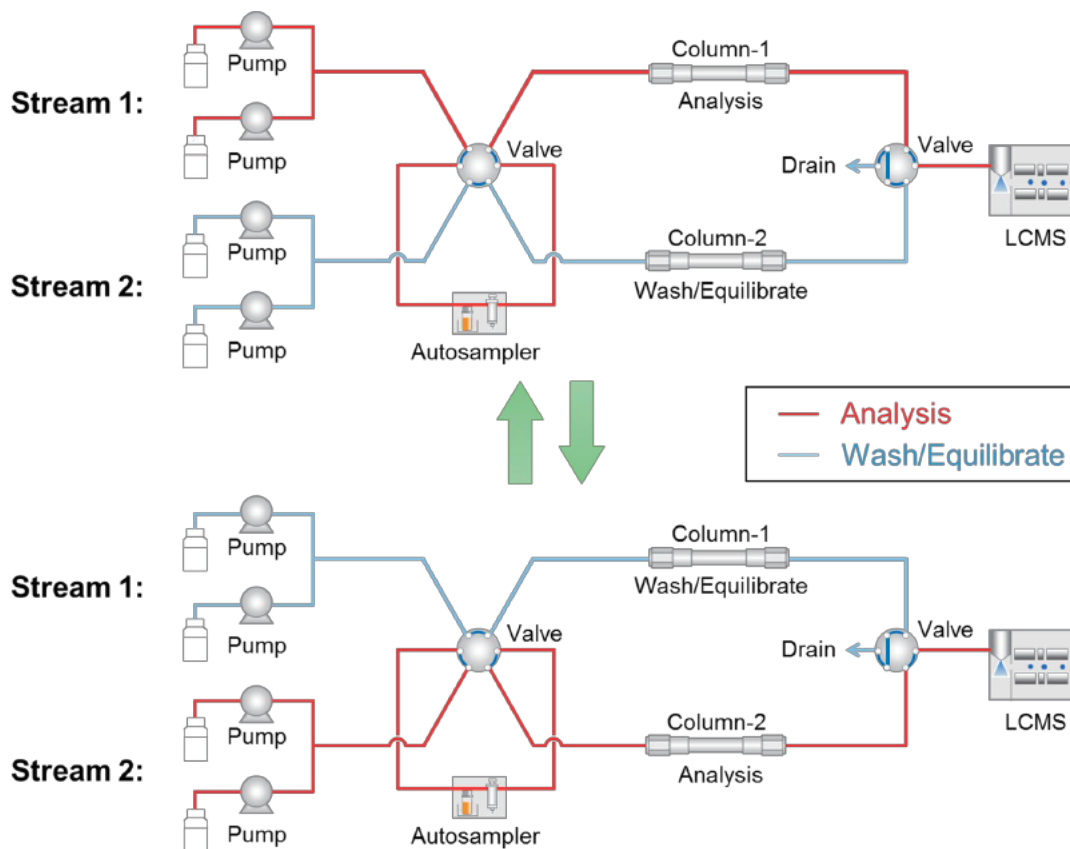 Column-1
Pump
Analysis
Stream 1:
Valve
Valve
Pump
Drain
LCMS
Column-2
Pump
Stream 2:
Wash/Equilibrate
Pump
Autosampler
Analysis
Wash/Equilibrate
Column-1
Pump
Stream 1:
Wash/Equilibrate
Valve
Valve
Pump
Drain
LCMS
Column-2
Pump
Stream 2:
Analysis
Pump
Autosampler